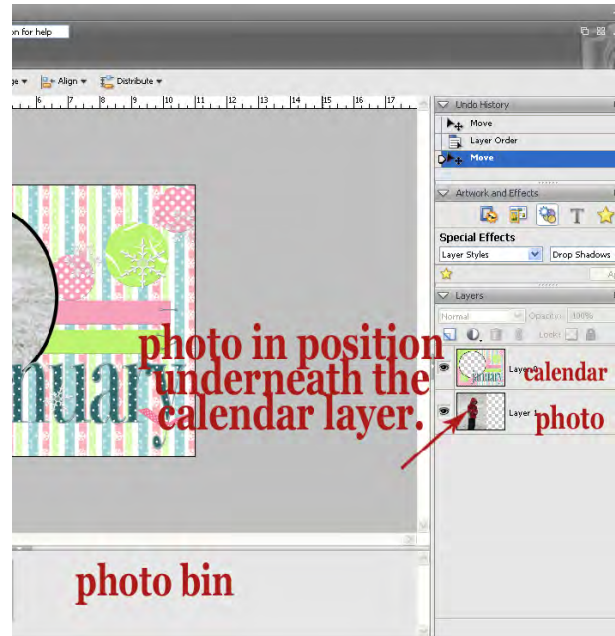 on for help
Align Distribute
6 7 8 9 10 11 12 13 14 15 16 17
Undo History
Move
Layer Order
Move
Artwork and Effects
T
Special Effects
Layer Styles Drop Shadows
Layers
Normal Opacity: 100%
Lock:
Layer 0 calendar
Layer 1 photo
photo in position
underneath the
calendar layer.
nuary
photo bin